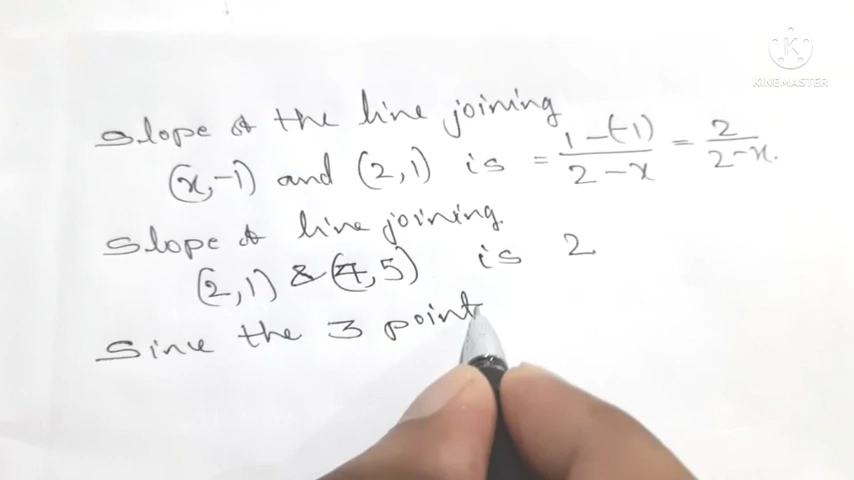 KINEMASTER
Slope of the line joining
(x,-1) and (2,1) is = 1-(-1)/2-x = 2/2-x.
Slope of line joining.
(2,1) & (4,5) is 2
Since the 3 point